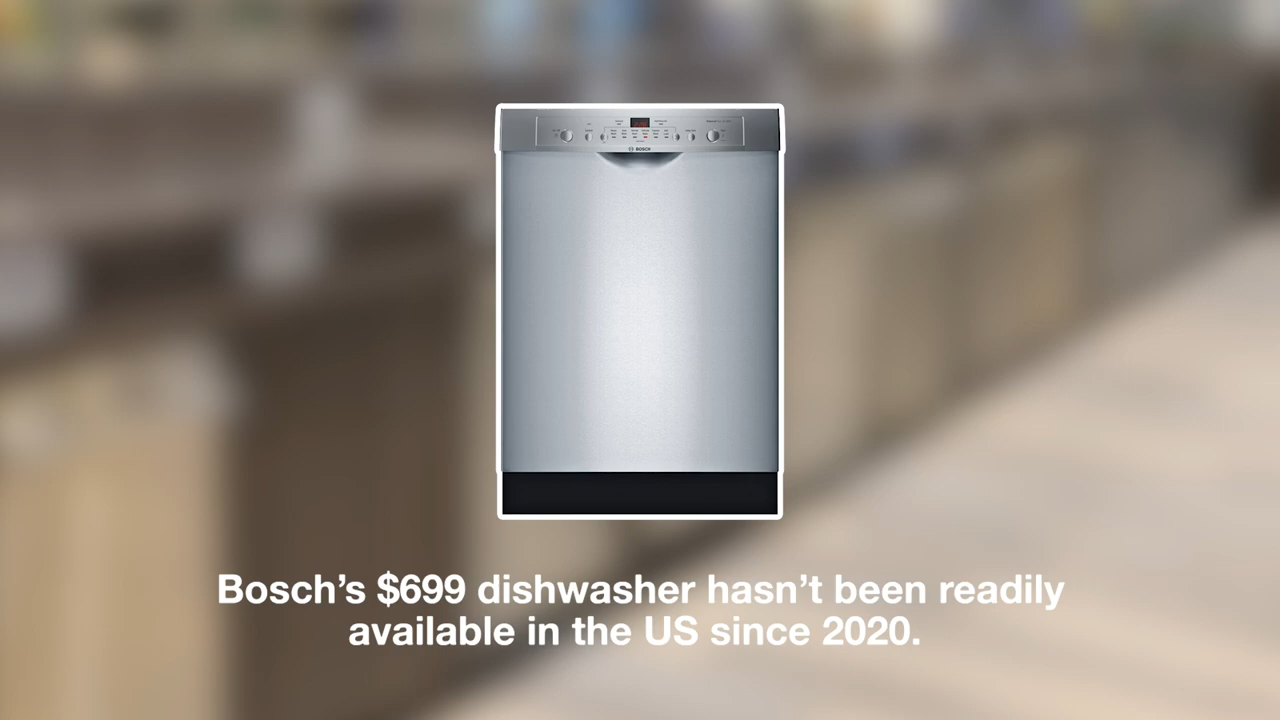 BOSCH
Bosch’s $699 dishwasher hasn’t been readily
available in the US since 2020.